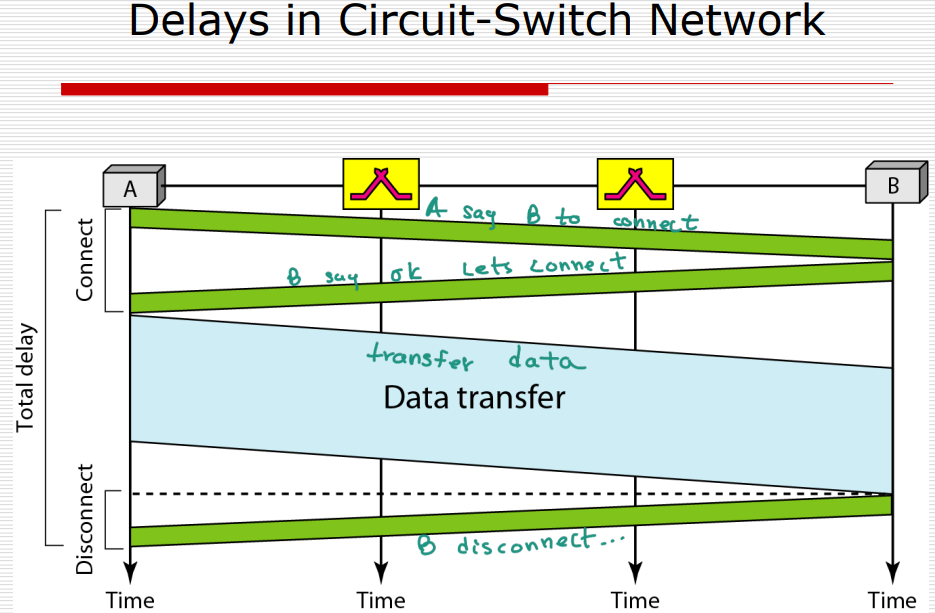 Delays in Circuit-Switch Network
A
B
A say B to connect
Connect
B say ok Lets connect
transfer data
Total delay
Data transfer
Disconnect
B disconnect...
Time
Time
Time
Time